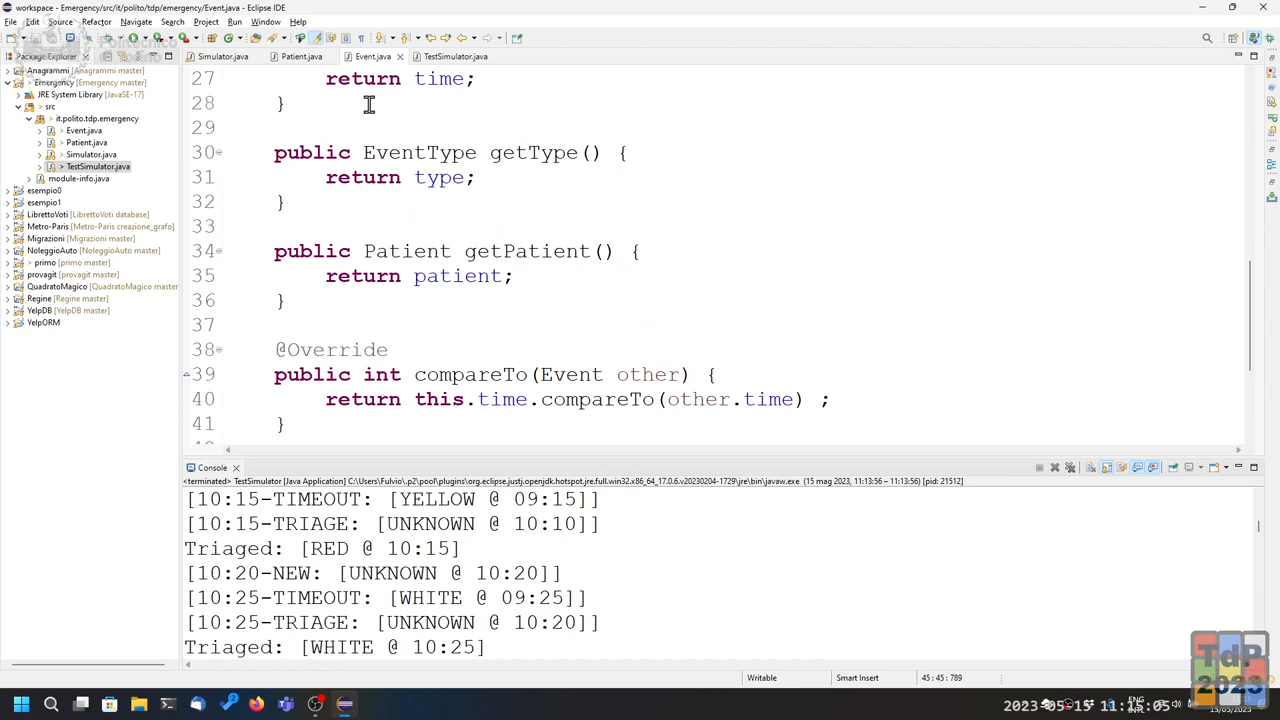 workspace - Emergency/src/it/polito/tdp/emergency/Event.java - Eclipse IDE
File Edit Source Refactor Navigate Search Project Run Window Help
Politecnico
Package Explorer
Simulator.java Patient.java Event.java TestSimulator.java
> Anagrammi [Anagrammi master]
> Emergency [Emergency master]
JRE System Library [JavaSE-17]
> src
> it.polito.tdp.emergency
> Event.java
> Patient.java
> Simulator.java
> TestSimulator.java
module-info.java
esempio0
esempio1
LibrettoVoti [LibrettoVoti database]
Metro-Paris [Metro-Paris creazione_grafo]
Migrazioni [Migrazioni master]
NoleggioAuto [NoleggioAuto master]
> primo [primo master]
provagit [provagit master]
QuadratoMagico [QuadratoMagico master]
Regine [Regine master]
YelpDB [YelpDB master]
YelpORM
27 return time;
28 }
29
30 public EventType getType() {
31 return type;
32 }
33
34 public Patient getPatient() {
35 return patient;
36 }
37
38 @Override
39 public int compareTo(Event other) {
40 return this.time.compareTo(other.time) ;
41 }
Console
<terminated> TestSimulator [Java Application] C:\Users\Fulvio\.p2\pool\plugins\org.eclipse.justj.openjdk.hotspot.jre.full.win32.x86_64_17.0.6.v20230204-1729\jre\bin\javaw.exe (15 mag 2023, 11:13:56 – 11:13:56) [pid: 21512]
[10:15-TIMEOUT: [YELLOW @ 09:15]]
[10:15-TRIAGE: [UNKNOWN @ 10:10]]
Triaged: [RED @ 10:15]
[10:20-NEW: [UNKNOWN @ 10:20]]
[10:25-TIMEOUT: [WHITE @ 09:25]]
[10:25-TRIAGE: [UNKNOWN @ 10:20]]
Triaged: [WHITE @ 10:25]
Writable Smart Insert 45 : 45 : 789
TdP
2023
ENG